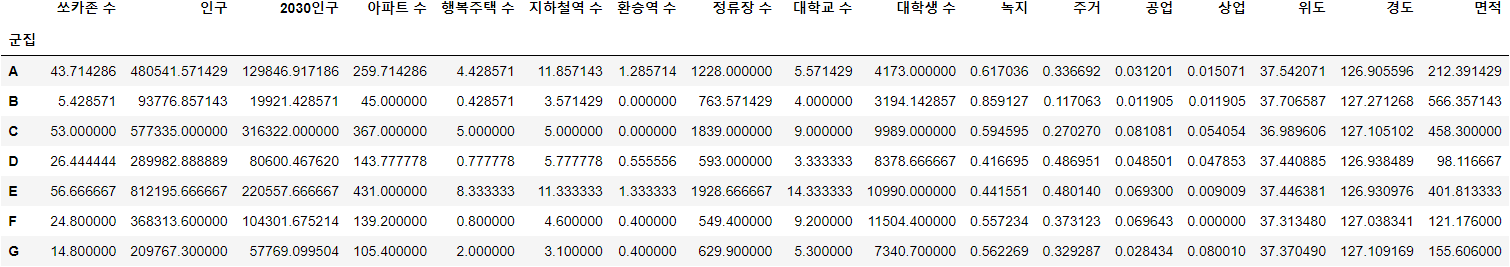 쏘카존 수 인구 2030인구 아파트 수 행복주택 수 지하철역 수 환승역 수 정류장 수 대학교 수 대학생 수 녹지 주거 공업 상업 위도 경도 면적
군집
A 43.714286 480541.571429 129846.917186 259.714286 4.428571 11.857143 1.285714 1228.000000 5.571429 4173.000000 0.617036 0.336692 0.031201 0.015071 37.542071 126.905596 212.391429
B 5.428571 93776.857143 19921.428571 45.000000 0.428571 3.571429 0.000000 763.571429 4.000000 3194.142857 0.859127 0.117063 0.011905 0.011905 37.706587 127.271268 566.357143
C 53.000000 577335.000000 316322.000000 367.000000 5.000000 5.000000 0.000000 1839.000000 9.000000 9989.000000 0.594595 0.270270 0.081081 0.054054 36.989606 127.105102 458.300000
D 26.444444 289982.888889 80600.467620 143.777778 0.777778 5.777778 0.555556 593.000000 3.333333 8378.666667 0.416695 0.486951 0.048501 0.047853 37.440885 126.938489 98.116667
E 56.666667 812195.666667 220557.666667 431.000000 8.333333 11.333333 1.333333 1928.666667 14.333333 10990.000000 0.441551 0.480140 0.069300 0.009009 37.446381 126.930976 401.813333
F 24.800000 368313.600000 104301.675214 139.200000 0.800000 4.600000 0.400000 549.400000 9.200000 11504.400000 0.557234 0.373123 0.069643 0.000000 37.313480 127.038341 121.176000
G 14.800000 209767.300000 57769.099504 105.400000 2.000000 3.100000 0.400000 629.900000 5.300000 7340.700000 0.562269 0.329287 0.028434 0.080010 37.370490 127.109169 155.606000